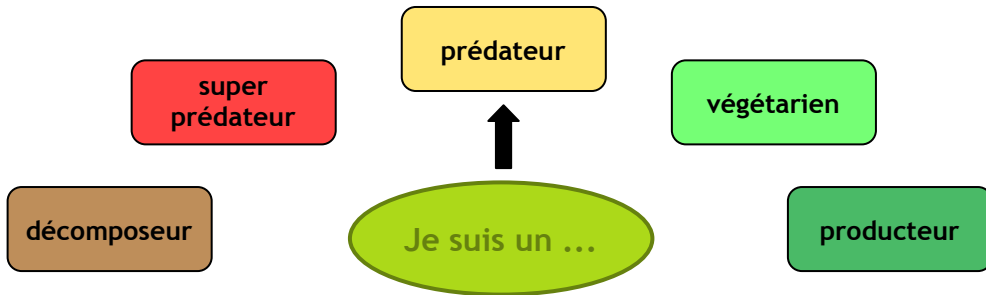 prédateur
super
prédateur
végétarien
décomposeur
Je suis un ...
producteur